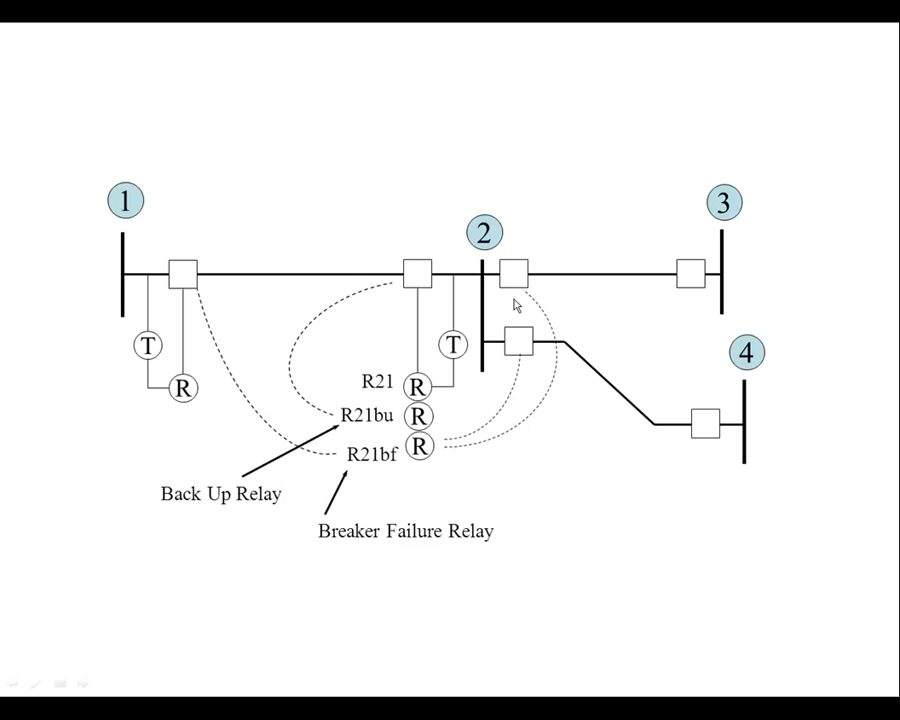 1
2
3
T
T
4
R21
R
R
R21bu
R
R21bf
R
Back Up Relay
Breaker Failure Relay